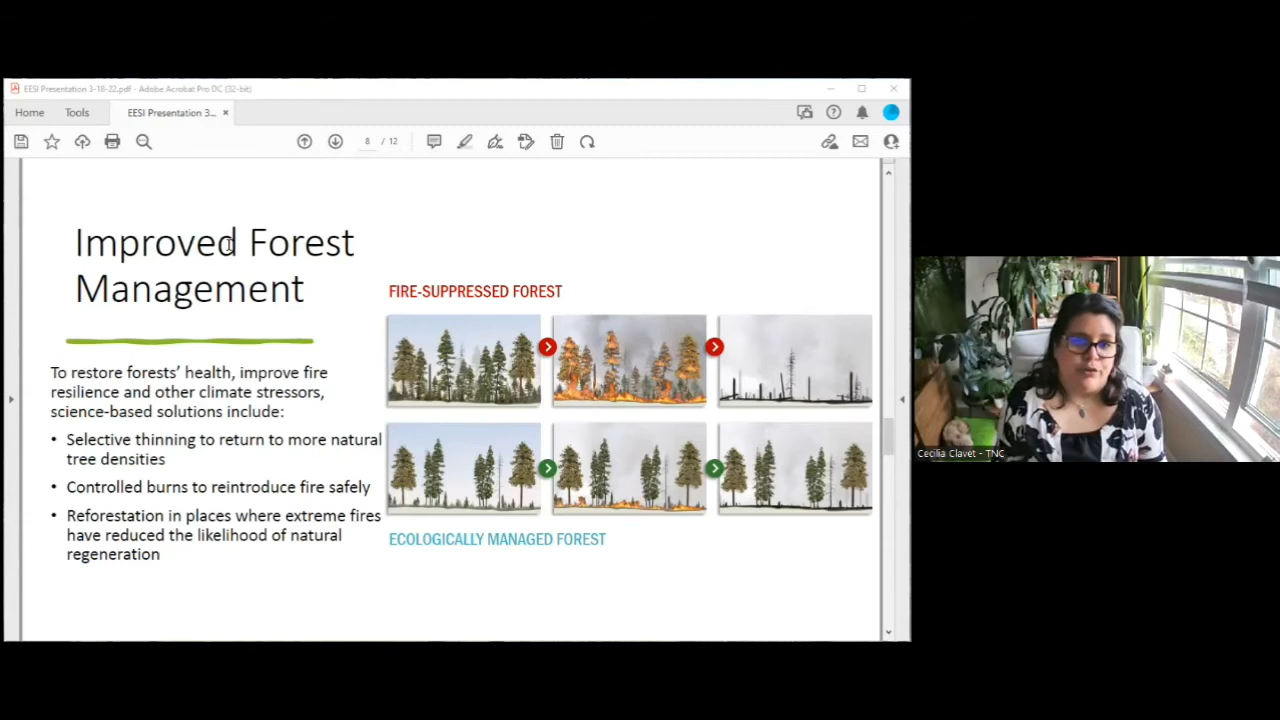 EESI Presentation 3-18-22.pdf - Adobe Acrobat Pro DC (32-bit)
Home Tools EESI Presentation 3... ×
8 / 12
Improved Forest
Management
To restore forests' health, improve fire
resilience and other climate stressors,
science-based solutions include:
• Selective thinning to return to more natural
tree densities
• Controlled burns to reintroduce fire safely
• Reforestation in places where extreme fires
have reduced the likelihood of natural
regeneration
FIRE-SUPPRESSED FOREST
ECOLOGICALLY MANAGED FOREST
Cecilia Clavet - TNC